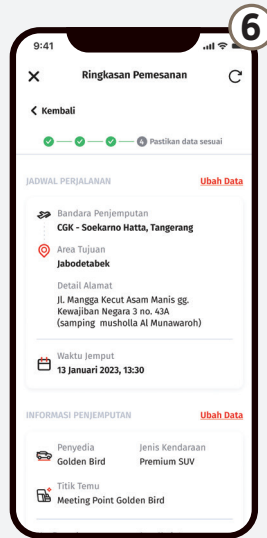 6
9:41
Ringkasan Pemesanan
Kembali
4 Pastikan data sesuai
JADWAL PERJALANAN Ubah Data
Bandara Penjemputan
CGK - Soekarno Hatta, Tangerang
Area Tujuan
Jabodetabek
Detail Alamat
Jl. Mangga Kecut Asam Manis gg.
Kewajiban Negara 3 no. 43A
(samping musholla Al Munawaroh)
Waktu Jemput
13 Januari 2023, 13:30
INFORMASI PENJEMPUTAN Ubah Data
Penyedia Jenis Kendaraan
Golden Bird Premium SUV
Titik Temu
Meeting Point Golden Bird